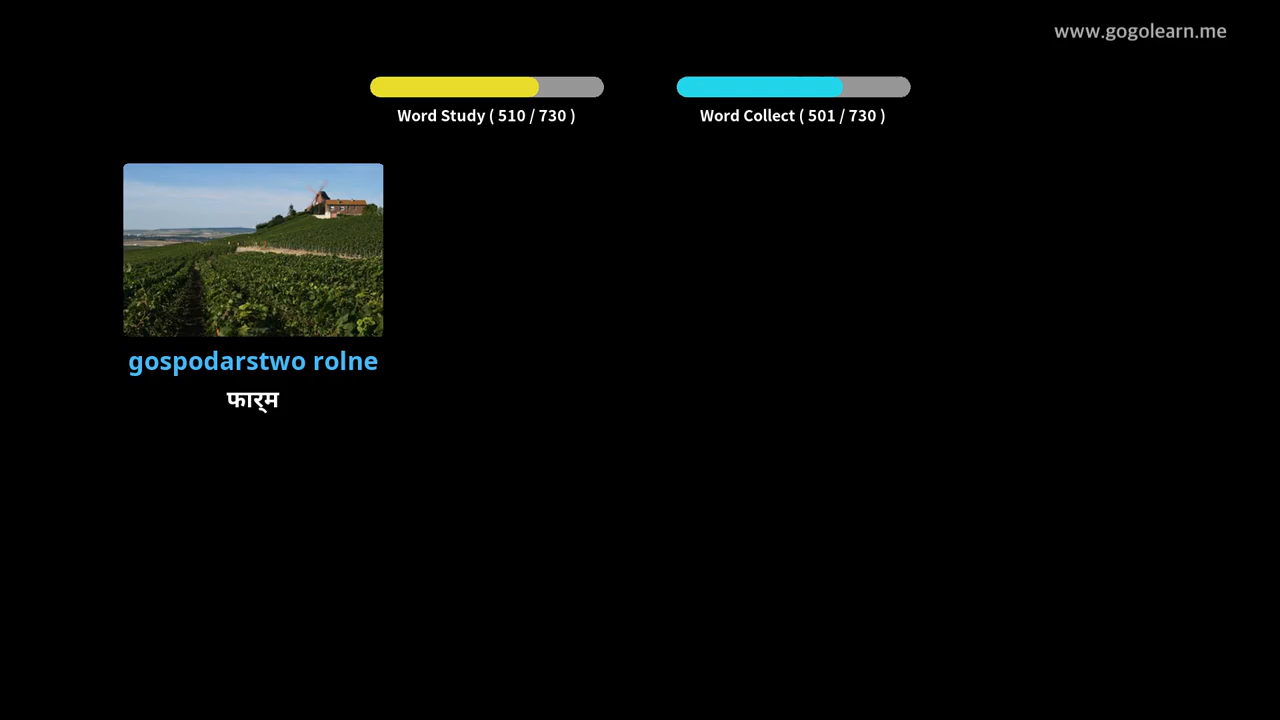 www.gogolearn.me
Word Study ( 510 / 730 )
Word Collect ( 501 / 730 )
gospodarstwo rolne
फार्म